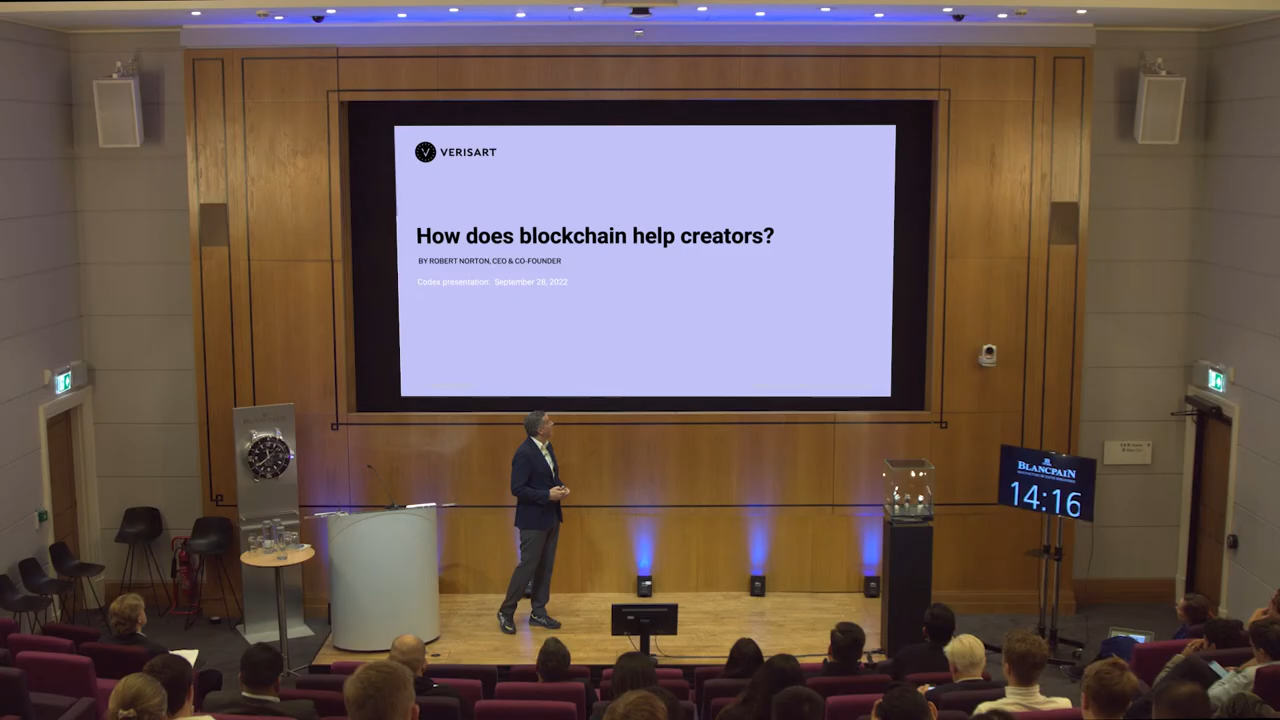 VERISART
How does blockchain help creators?
BY ROBERT NORTON, CEO & CO-FOUNDER
Codex presentation: September 28, 2022
BLANCPAIN
BLANCPAIN
14:16